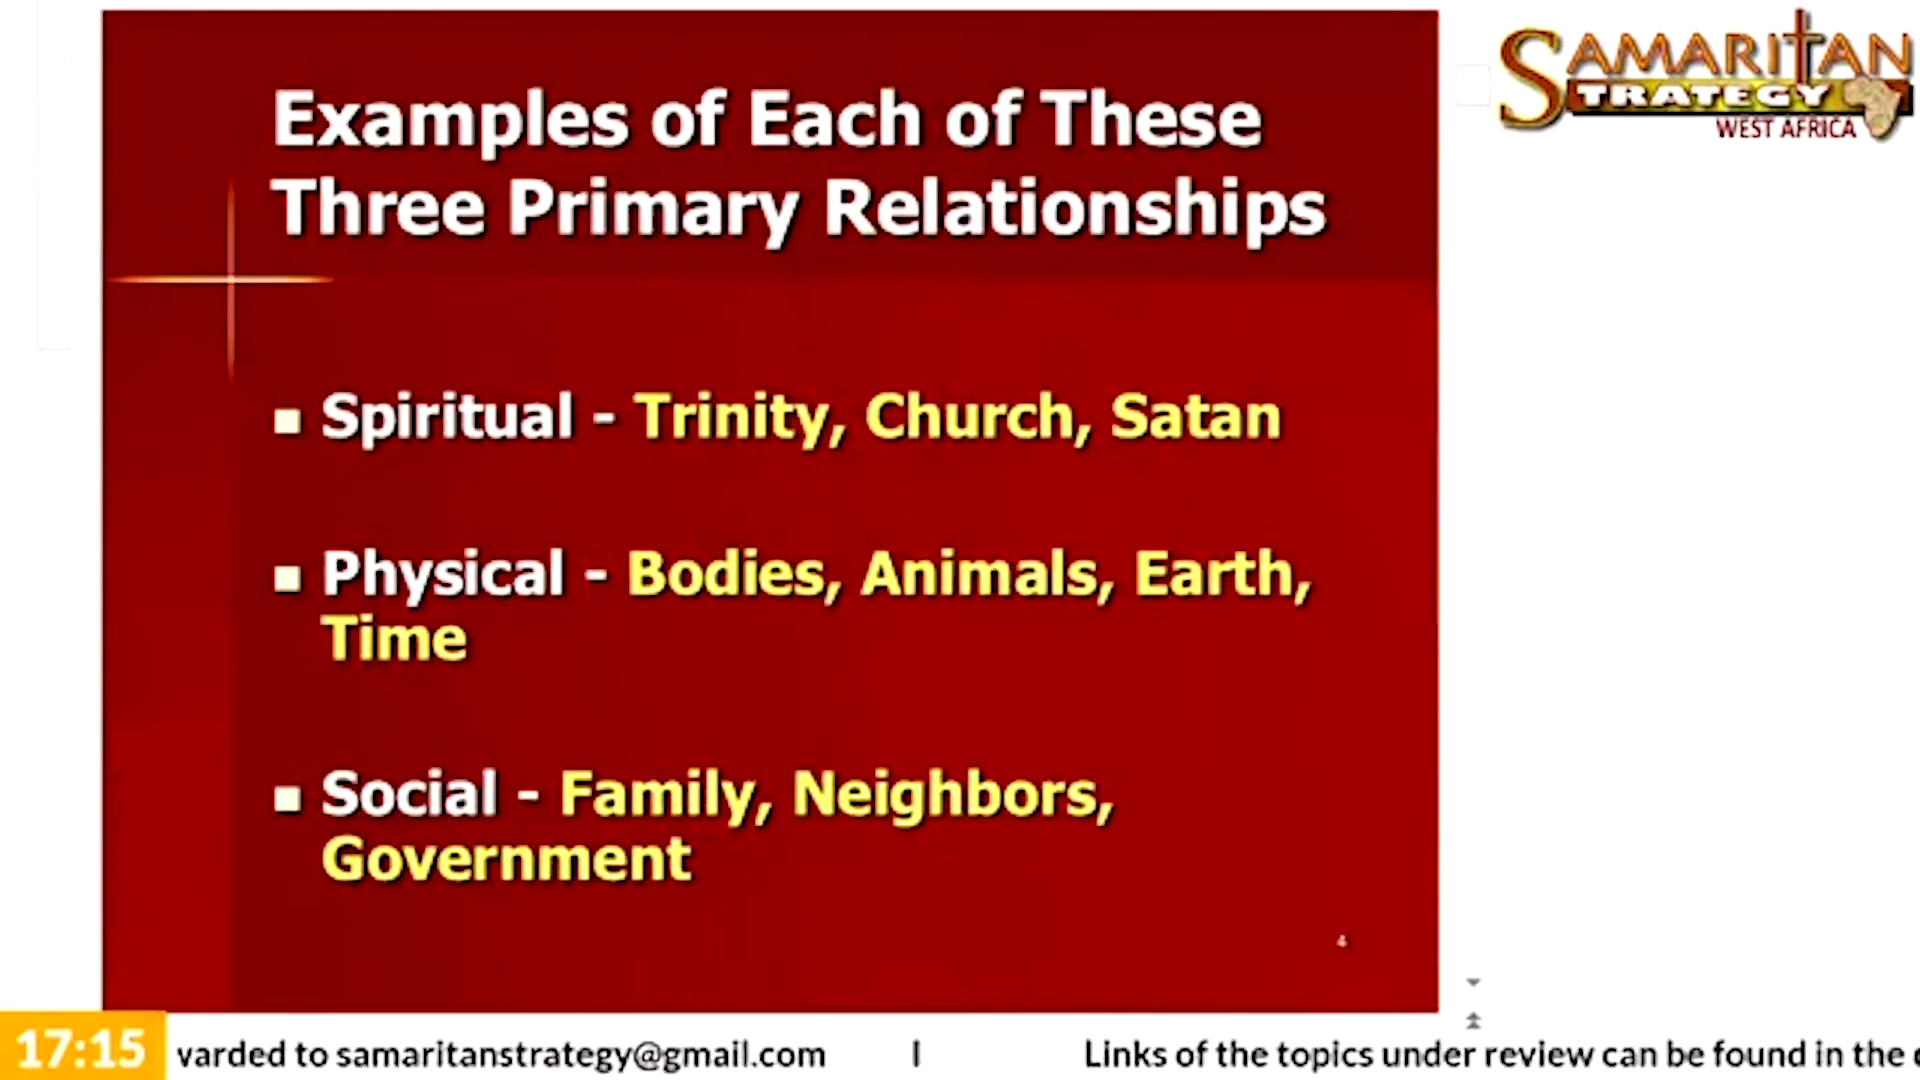 Examples of Each of These
Three Primary Relationships
Spiritual - Trinity, Church, Satan
Physical - Bodies, Animals, Earth,
Time
Social - Family, Neighbors,
Government
4
SAMARITAN
STRATEGY
WEST AFRICA
17:15
varded to samaritanstrategy@gmail.com | Links of the topics under review can be found in the